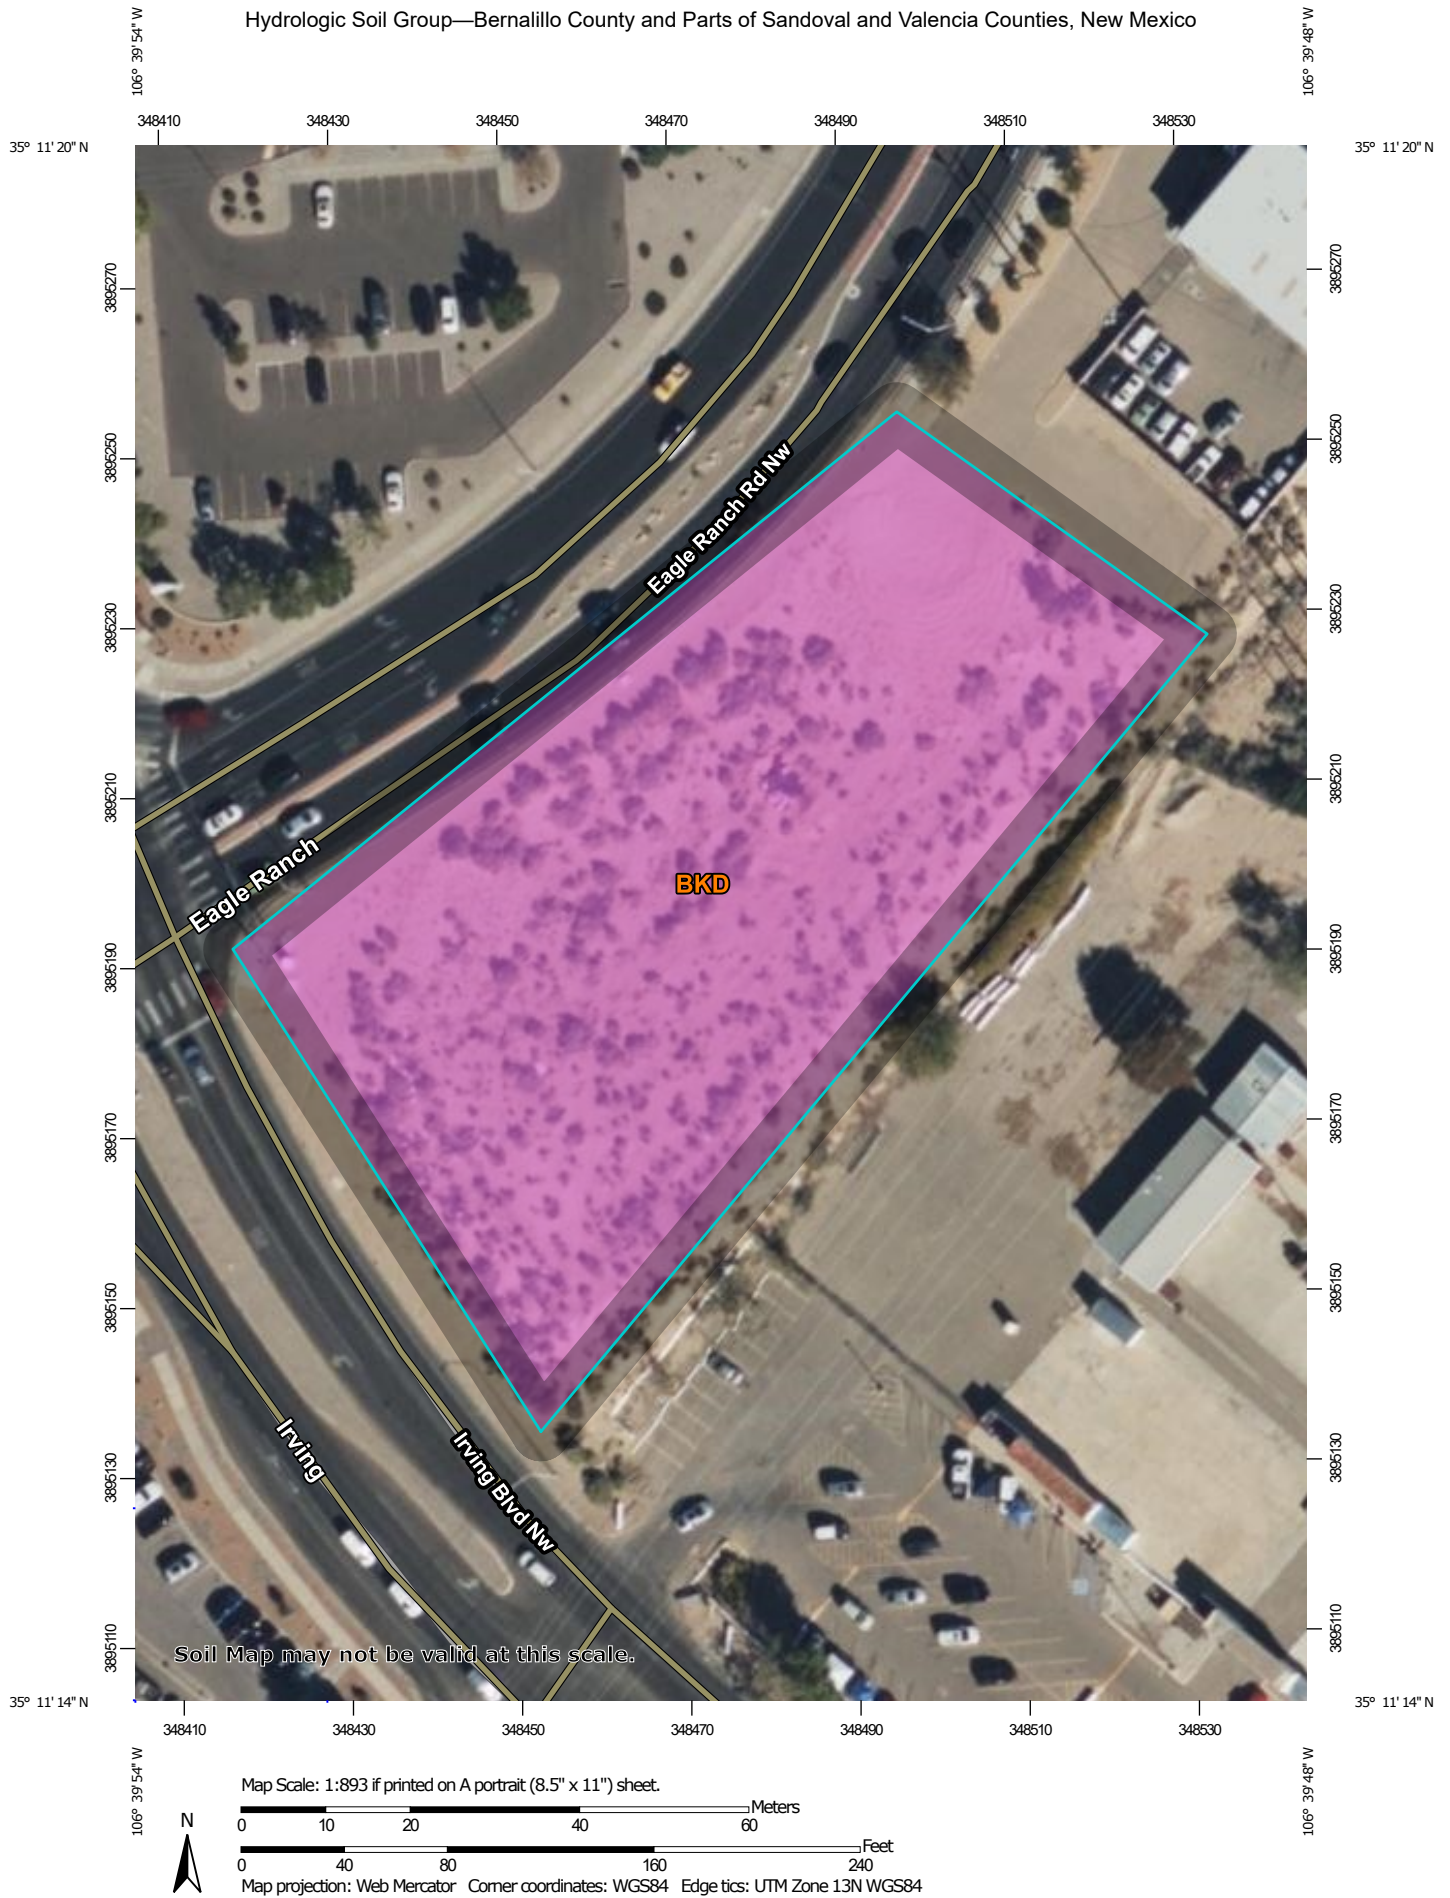 Hydrologic Soil Group—Bernalillo County and Parts of Sandoval and Valencia Counties, New Mexico
106° 39' 54" W
106° 39' 48" W
348410 348430 348450 348470 348490 348510 348530
35° 11' 20" N
35° 11' 20" N
3895270
3895270
3895250
3895250
Eagle Ranch Rd Nw
3895230
3895230
3895210
3895210
Eagle Ranch
BKD
3895190
3895190
3895170
3895170
3895150
3895150
Irving
Irving Blvd Nw
3895130
3895130
3895110
3895110
Soil Map may not be valid at this scale.
35° 11' 14" N
35° 11' 14" N
348410 348430 348450 348470 348490 348510 348530
106° 39' 54" W
106° 39' 48" W
Map Scale: 1:893 if printed on A portrait (8.5" x 11") sheet.
Meters
0 10 20 40 60
N
Feet
0 40 80 160 240
Map projection: Web Mercator Corner coordinates: WGS84 Edge tics: UTM Zone 13N WGS84